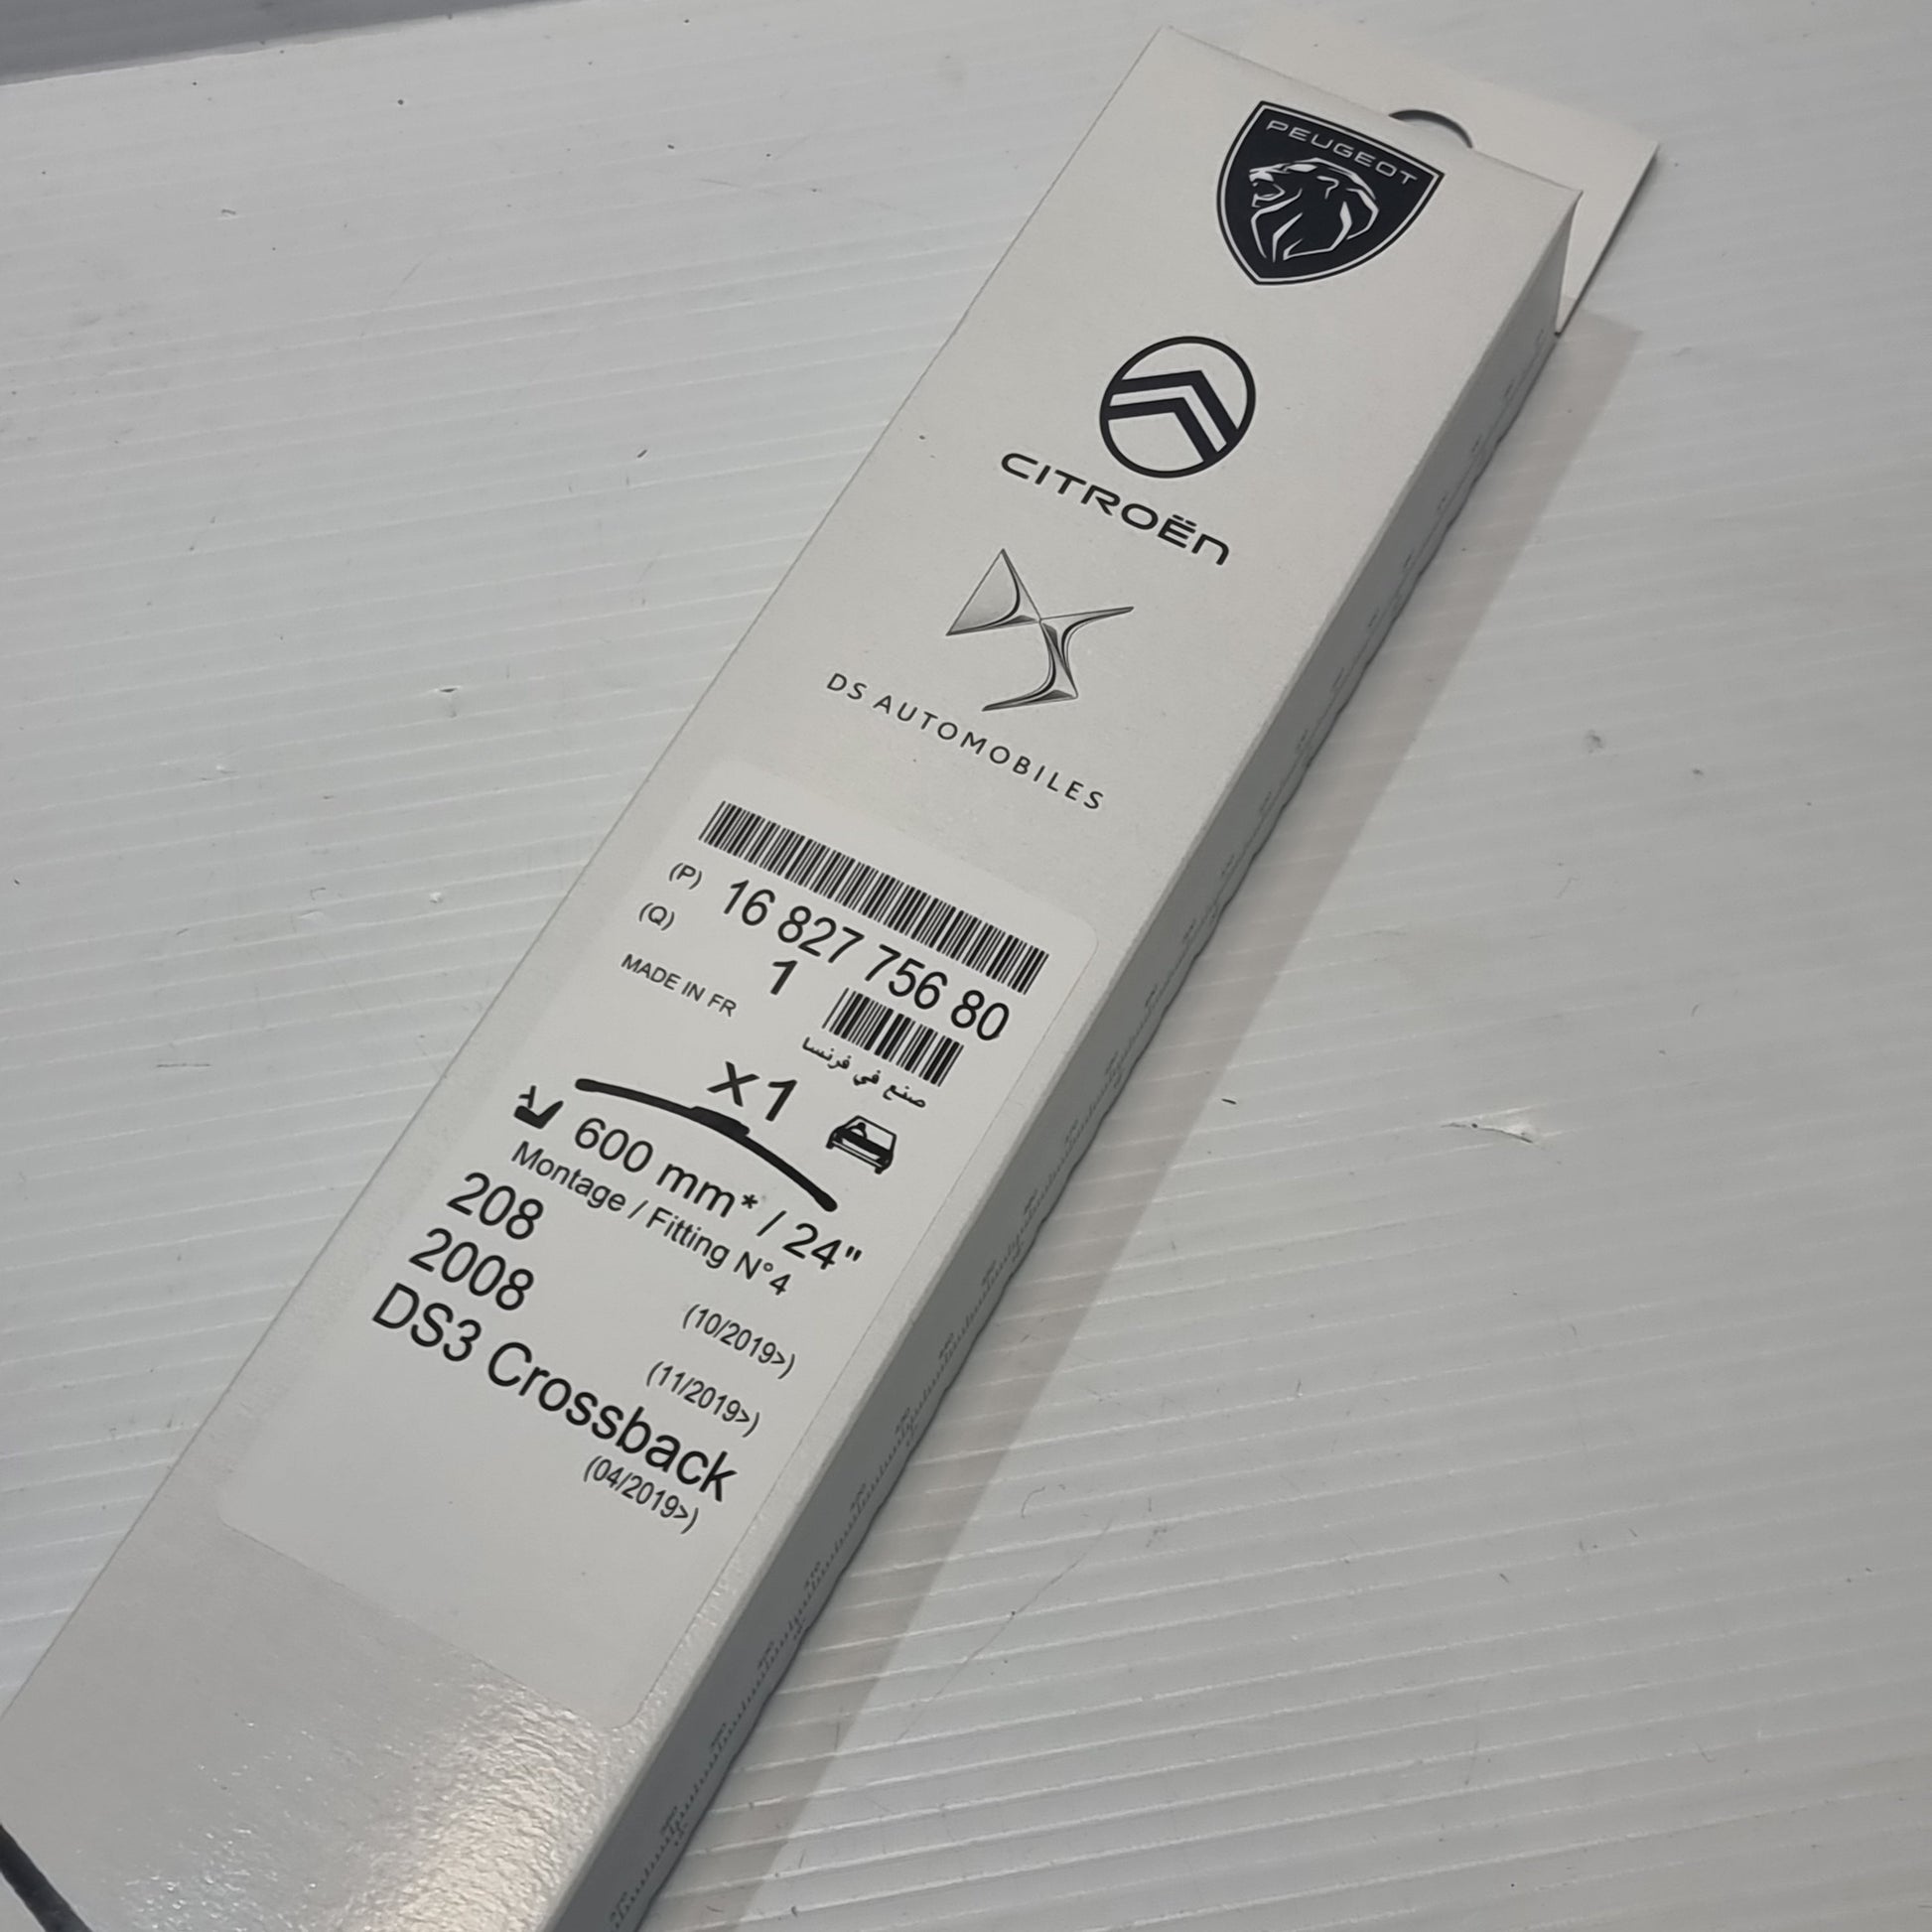 PEUGEOT
CITROËN
DS AUTOMOBILES
(P) 16 827 756 80
(Q) 1
MADE IN FR
صنع في فرنسا
x1
600 mm* / 24"
Montage / Fitting N°4
208 (10/2019>)
2008 (11/2019>)
DS3 Crossback
(04/2019>)